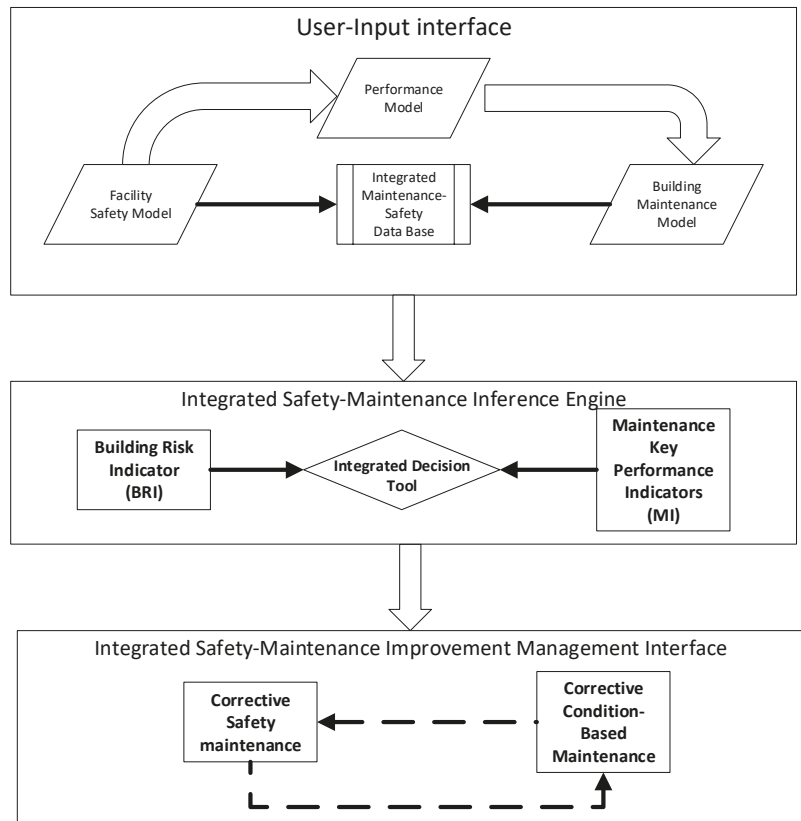 User-Input interface
Performance
Model
Facility
Safety Model
Integrated
Maintenance-
Safety
Data Base
Building
Maintenance
Model
Integrated Safety-Maintenance Inference Engine
Building Risk
Indicator
(BRI)
Integrated Decision
Tool
Maintenance
Key
Performance
Indicators
(MI)
Integrated Safety-Maintenance Improvement Management Interface
Corrective
Safety
maintenance
Corrective
Condition-
Based
Maintenance